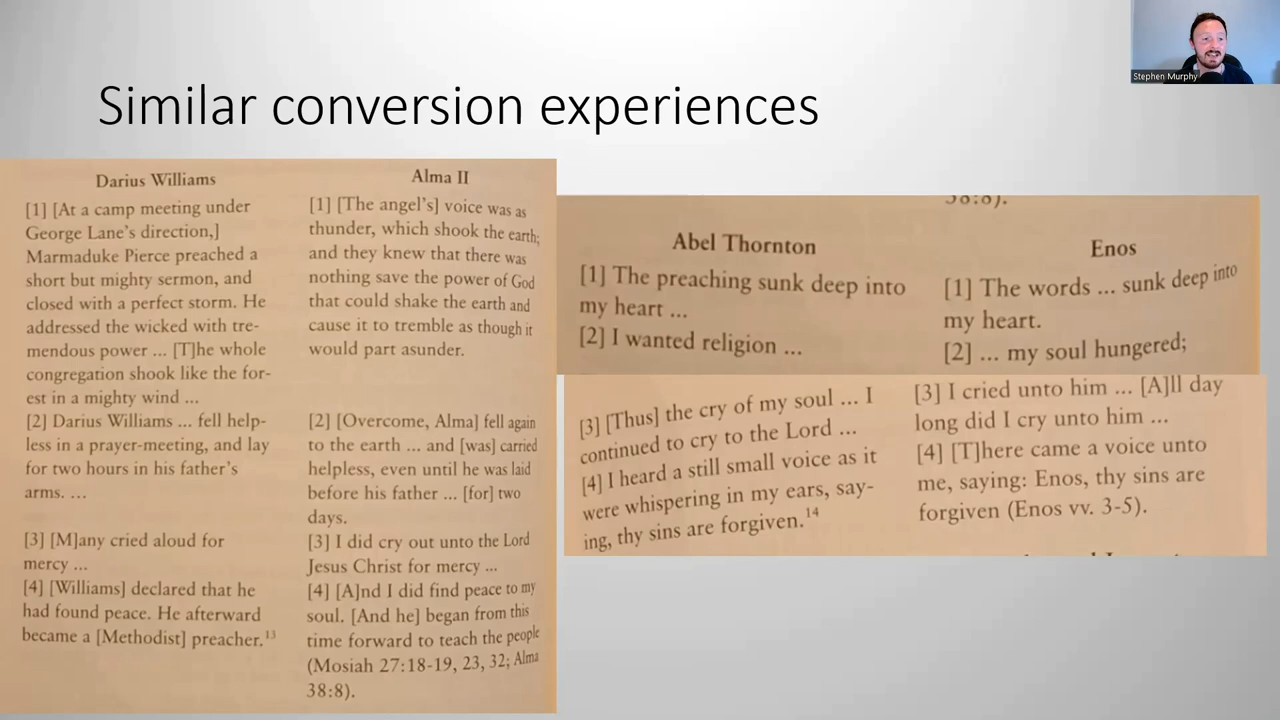 Stephen Murphy
Similar conversion experiences
Darius Williams
[1] [At a camp meeting under
George Lane's direction,]
Marmaduke Pierce preached a
short but mighty sermon, and
closed with a perfect storm. He
addressed the wicked with tre-
mendous power ... [T]he whole
congregation shook like the for-
est in a mighty wind ...
[2] Darius Williams ... fell help-
less in a prayer-meeting, and lay
for two hours in his father's
arms. ...
[3] [M]any cried aloud for
mercy ...
[4] [Williams] declared that he
had found peace. He afterward
became a [Methodist] preacher.13
Alma II
[1] [The angel's] voice was as
thunder, which shook the earth;
and they knew that there was
nothing save the power of God
that could shake the earth and
cause it to tremble as though it
would part asunder.
[2] [Overcome, Alma] fell again
to the earth ... and [was] carried
helpless, even until he was laid
before his father ... [for] two
days.
[3] I did cry out unto the Lord
Jesus Christ for mercy ...
[4] [A]nd I did find peace to my
soul. [And he] began from this
time forward to teach the people
(Mosiah 27:18-19, 23, 32; Alma
38:8).
38:8).
Abel Thornton
[1] The preaching sunk deep into
my heart ...
[2] I wanted religion ...
[3] [Thus] the cry of my soul ... I
continued to cry to the Lord ...
[4] I heard a still small voice as it
were whispering in my ears, say-
ing, thy sins are forgiven.14
Enos
[1] The words ... sunk deep into
my heart.
[2] ... my soul hungered;
[3] I cried unto him ... [A]ll day
long did I cry unto him ...
[4] [T]here came a voice unto
me, saying: Enos, thy sins are
forgiven (Enos vv. 3-5).